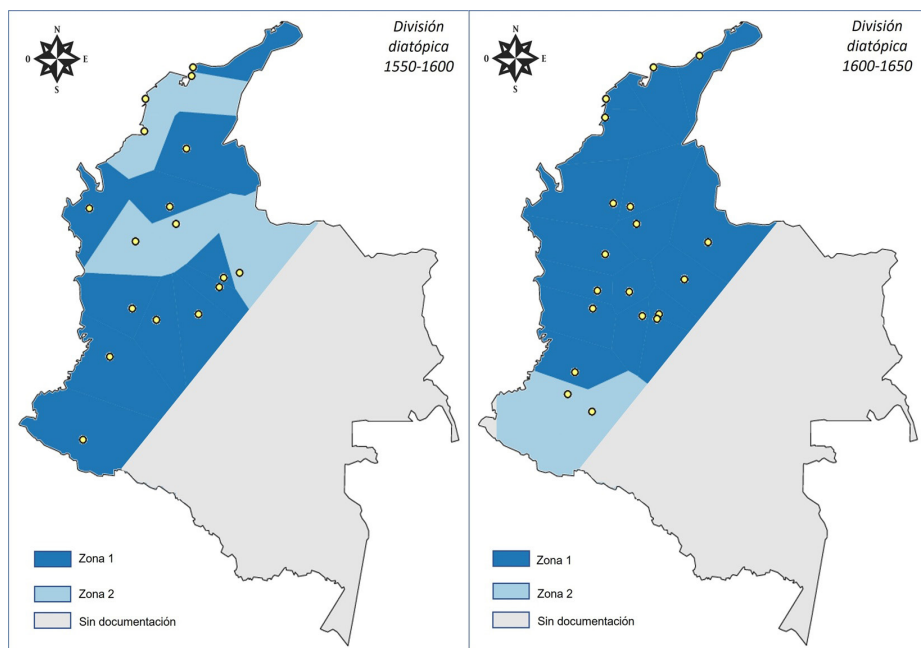 N
O E
S
División
diatópica
1550-1600
Zona 1
Zona 2
Sin documentación
N
O E
S
División
diatópica
1600-1650
Zona 1
Zona 2
Sin documentación